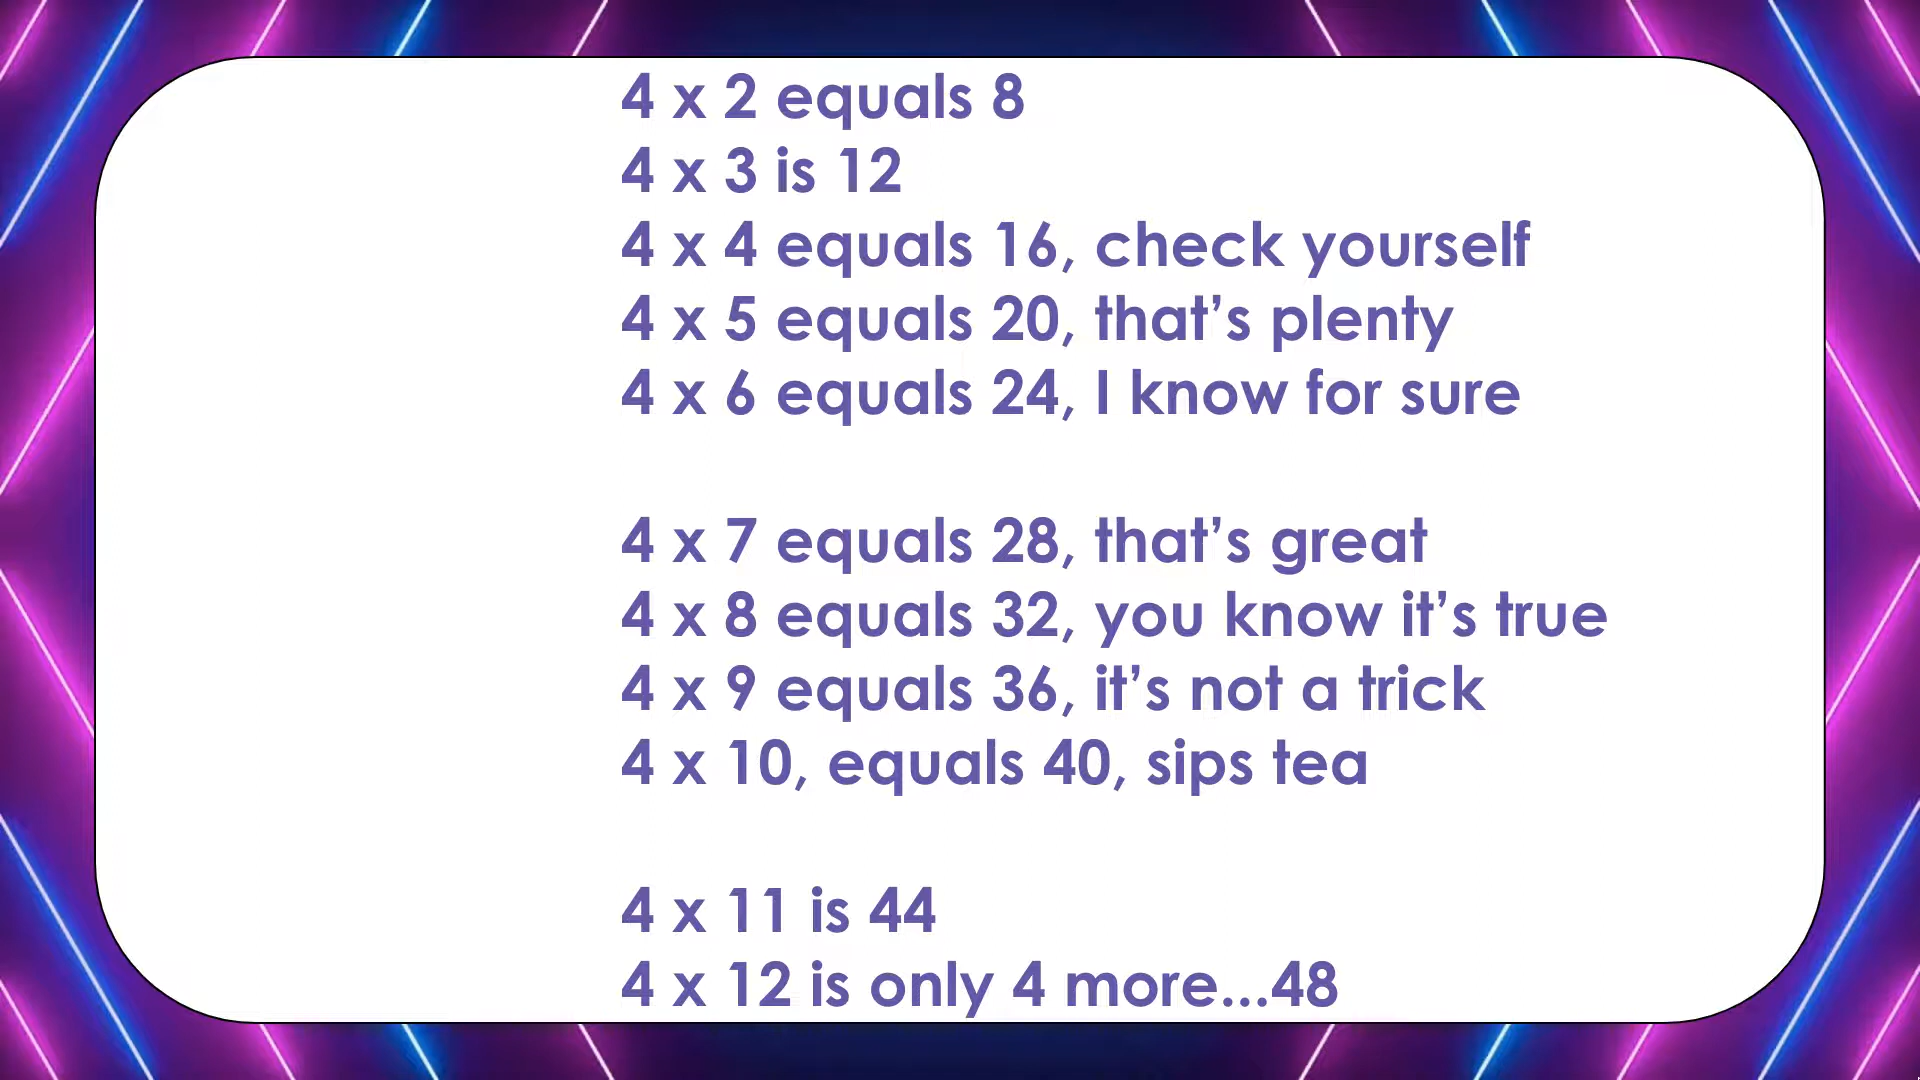 4 x 2 equals 8
4 x 3 is 12
4 x 4 equals 16, check yourself
4 x 5 equals 20, that’s plenty
4 x 6 equals 24, I know for sure
4 x 7 equals 28, that’s great
4 x 8 equals 32, you know it’s true
4 x 9 equals 36, it’s not a trick
4 x 10, equals 40, sips tea
4 x 11 is 44
4 x 12 is only 4 more...48